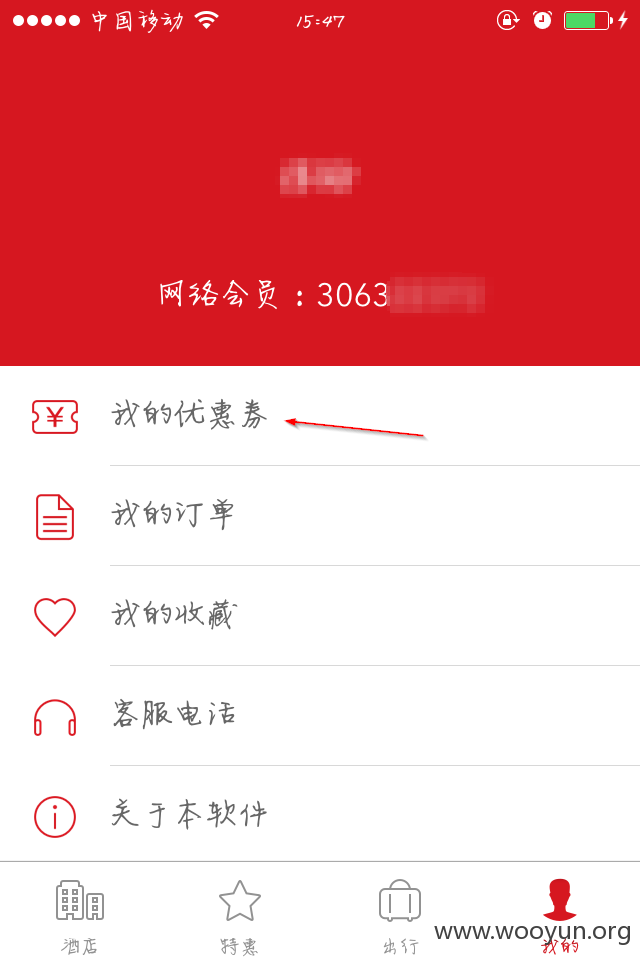 中国移动 15:47
网络会员：3063
我的优惠券
我的订单
我的收藏
客服电话
关于本软件
酒店 特惠 出行 我的
www.wooyun.org